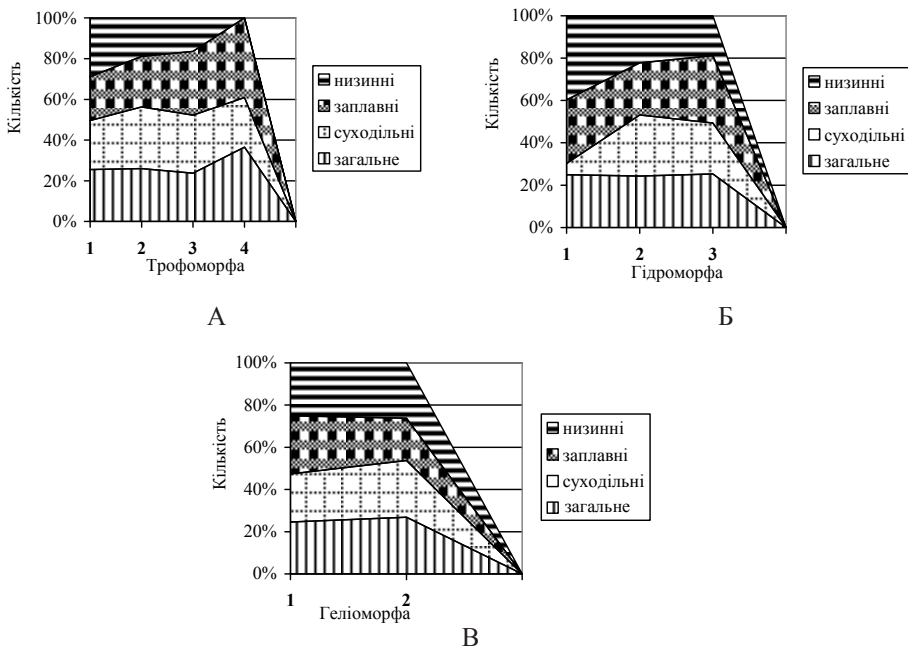 100%
80%
60%
40%
20%
0%
Кількість
1 2 3 4
Трофоморфа
низинні
заплавні
суходільні
загальне
А
100%
80%
60%
40%
20%
0%
Кількість
1 2 3
Гідроморфа
низинні
заплавні
суходільні
загальне
Б
100%
80%
60%
40%
20%
0%
Кількість
1 2
Геліоморфа
низинні
заплавні
суходільні
загальне
В